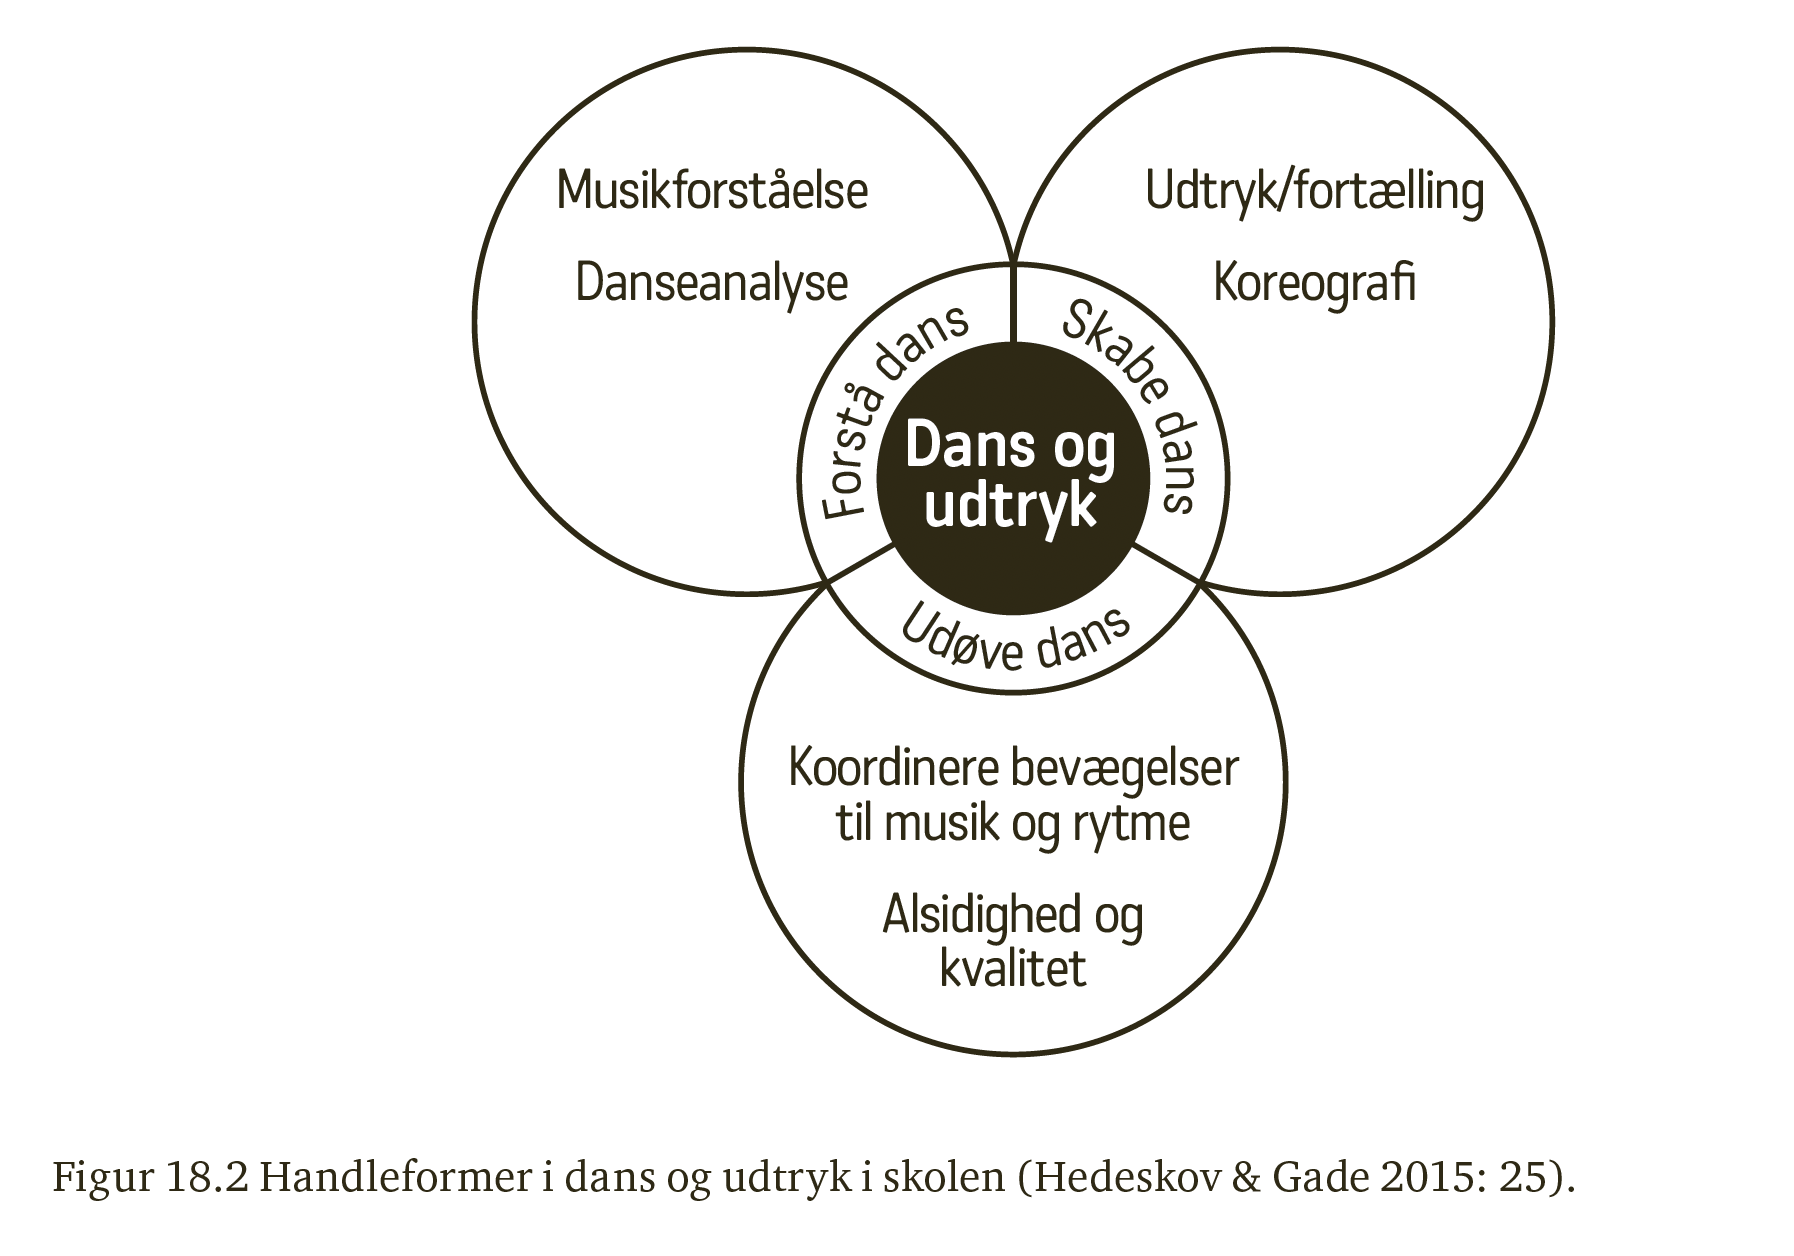 Musikforståelse
Danseanalyse
Udtryk/fortælling
Koreografi
Forstå dans
Skabe dans
Dans og
udtryk
Udøve dans
Koordinere bevægelser
til musik og rytme
Alsidighed og
kvalitet
Figur 18.2 Handleformer i dans og udtryk i skolen (Hedeskov & Gade 2015: 25).